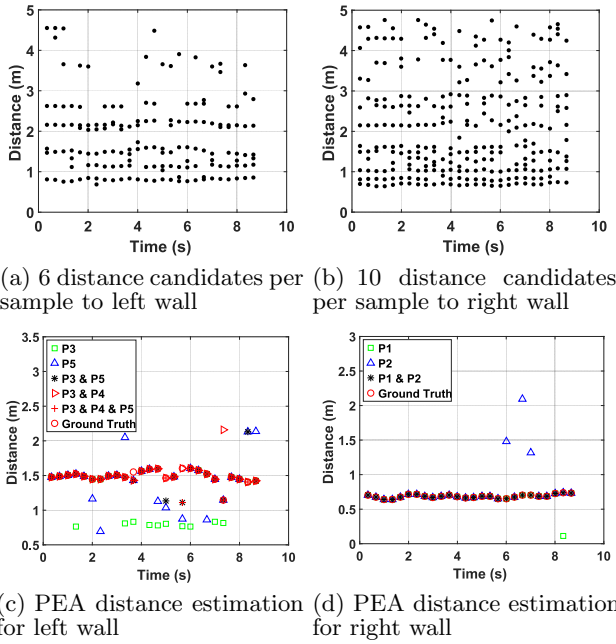 5
4
3
2
1
0
Distance (m)
0 2 4 6 8 10
Time (s)
5
4
3
2
1
0
Distance (m)
0 2 4 6 8 10
Time (s)
(a) 6 distance candidates per
sample to left wall
(b) 10 distance candidates
per sample to right wall
3.5
3
2.5
2
1.5
1
0.5
Distance (m)
P3
P5
P3 & P5
P3 & P4
P3 & P4 & P5
Ground Truth
0 2 4 6 8 10
Time (s)
3
2.5
2
1.5
1
0.5
0
Distance (m)
P1
P2
P1 & P2
Ground Truth
0 2 4 6 8 10
Time (s)
(c) PEA distance estimation
for left wall
(d) PEA distance estimation
for right wall